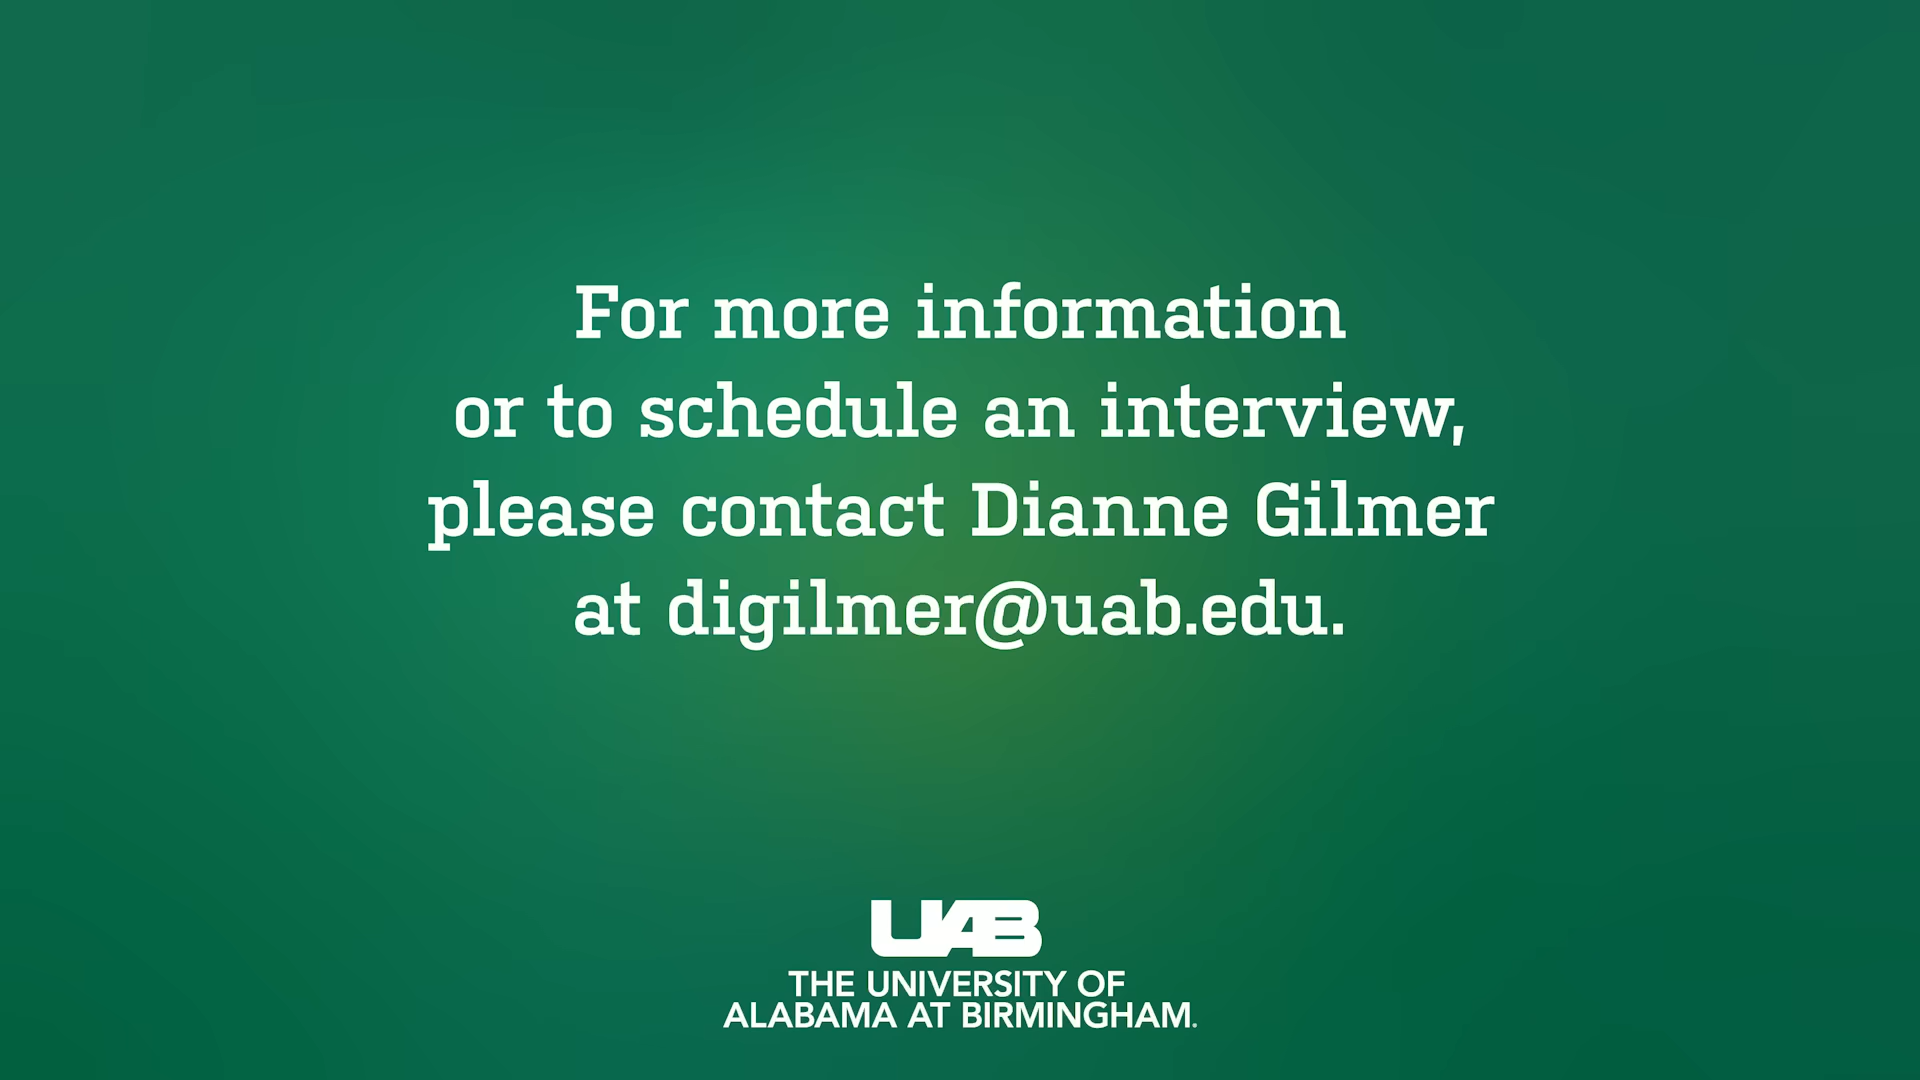 For more information
or to schedule an interview,
please contact Dianne Gilmer
at digilmer@uab.edu.
UAB
THE UNIVERSITY OF
ALABAMA AT BIRMINGHAM.